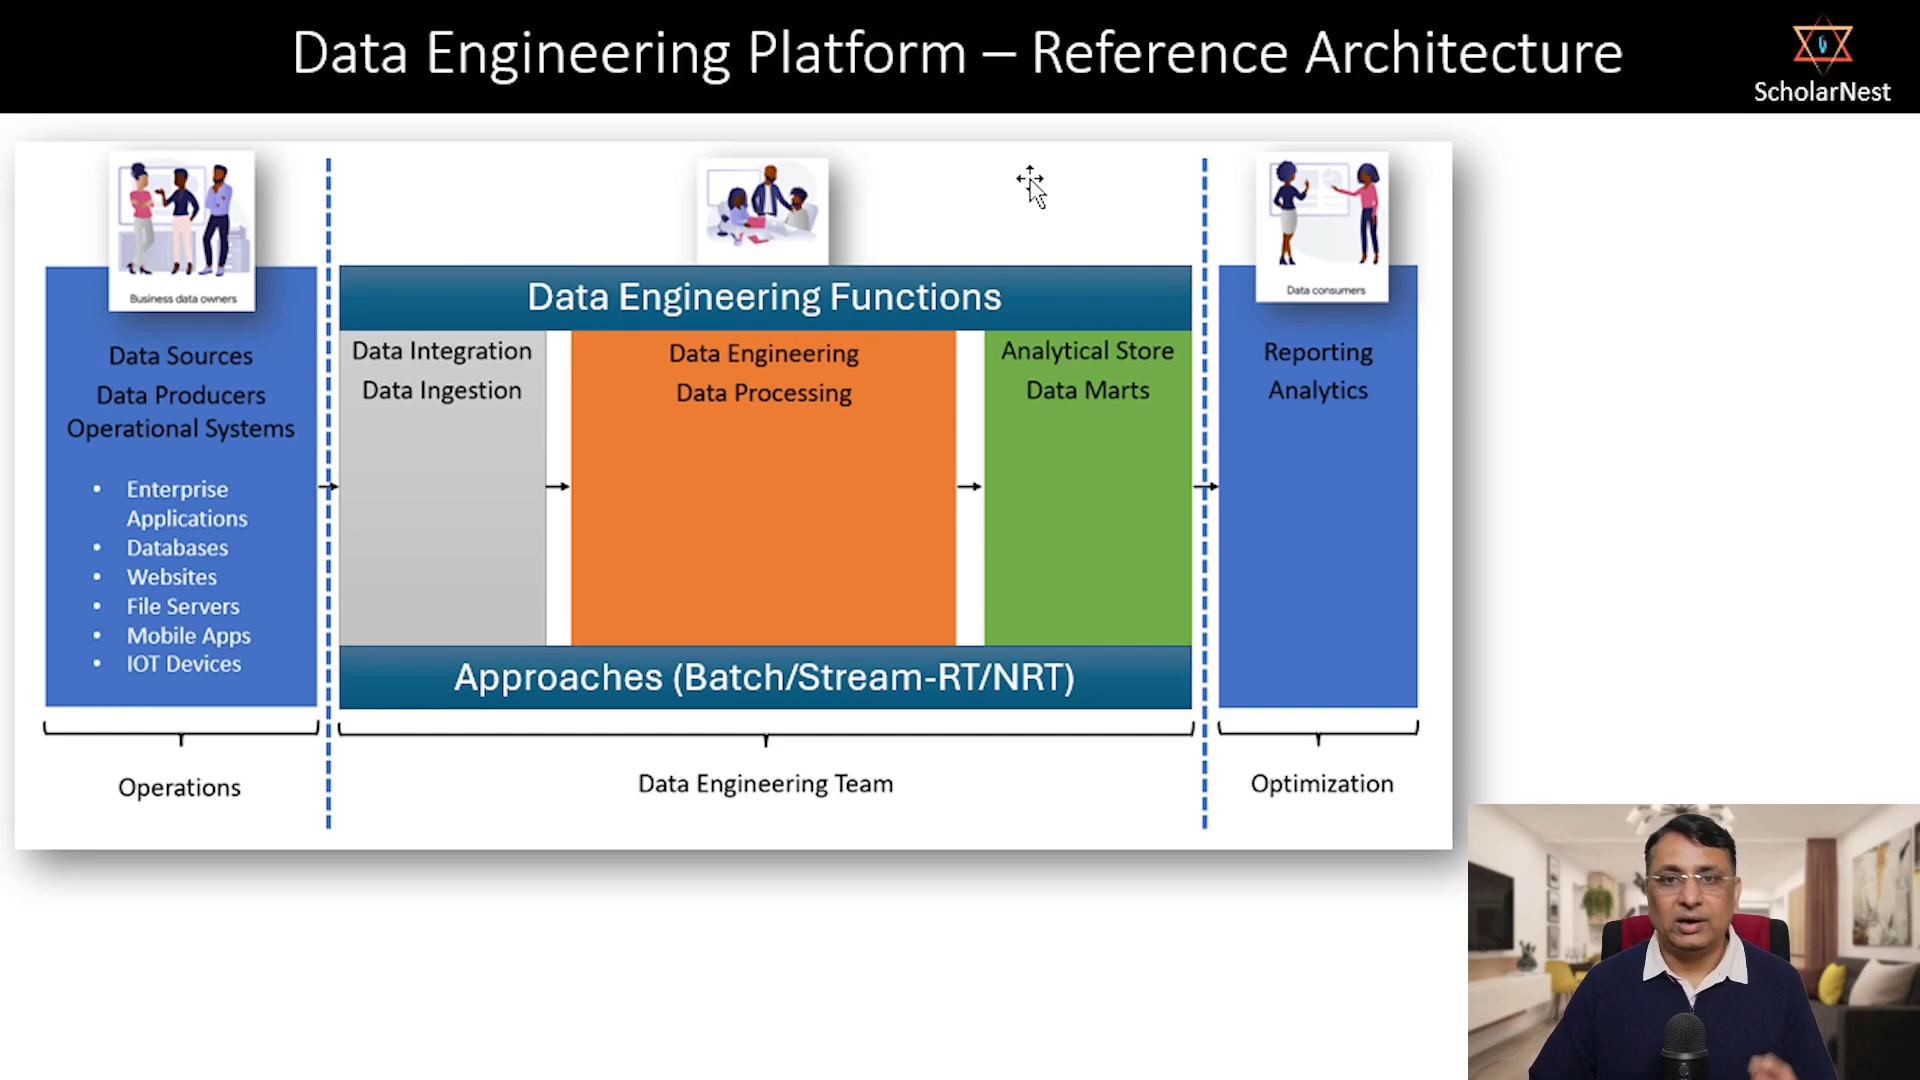 Data Engineering Platform – Reference Architecture
ScholarNest
Business data owners
Data Sources
Data Producers
Operational Systems
• Enterprise
Applications
• Databases
• Websites
• File Servers
• Mobile Apps
• IOT Devices
Operations
Data Engineering Functions
Data Integration
Data Ingestion
Data Engineering
Data Processing
Analytical Store
Data Marts
Approaches (Batch/Stream-RT/NRT)
Data Engineering Team
Data consumers
Reporting
Analytics
Optimization